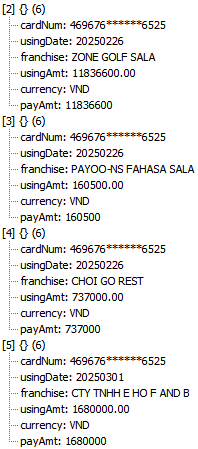 [2] {} (6)
cardNum: 469676******6525
usingDate: 20250226
franchise: ZONE GOLF SALA
usingAmt: 11836600.00
currency: VND
payAmt: 11836600
[3] {} (6)
cardNum: 469676******6525
usingDate: 20250226
franchise: PAYOO-NS FAHASA SALA
usingAmt: 160500.00
currency: VND
payAmt: 160500
[4] {} (6)
cardNum: 469676******6525
usingDate: 20250226
franchise: CHOI GO REST
usingAmt: 737000.00
currency: VND
payAmt: 737000
[5] {} (6)
cardNum: 469676******6525
usingDate: 20250301
franchise: CTY TNHH E HO F AND B
usingAmt: 1680000.00
currency: VND
payAmt: 1680000